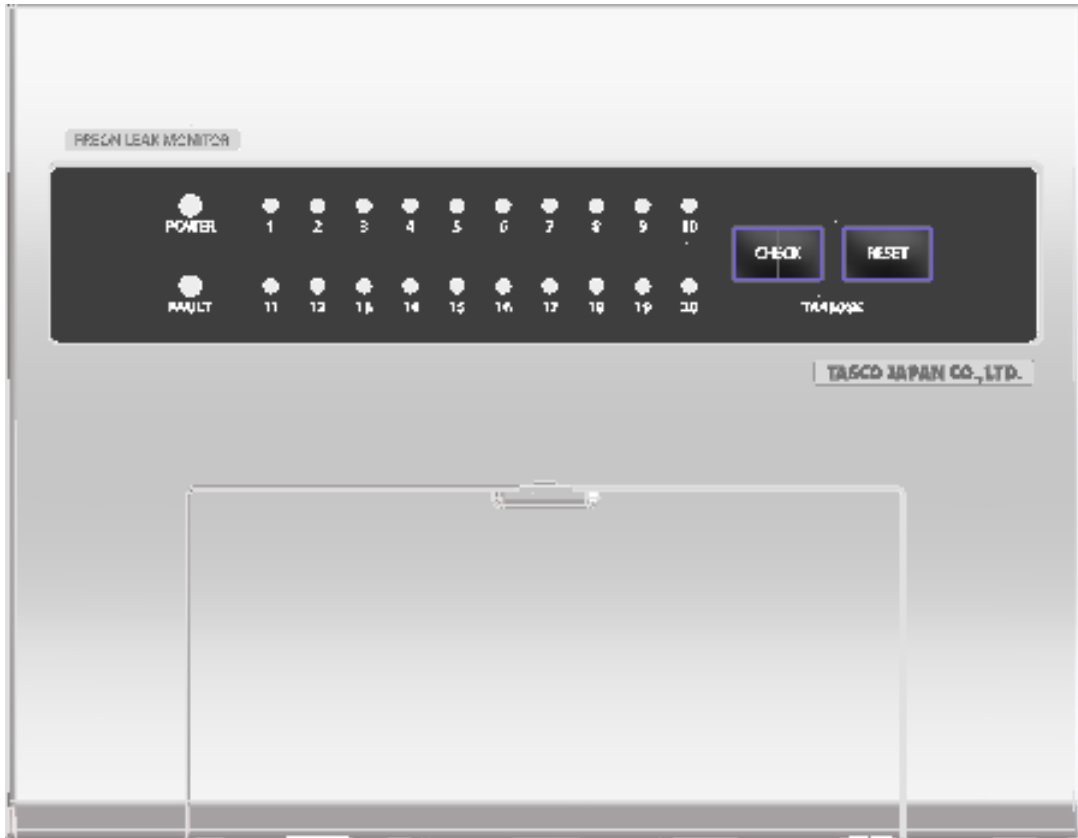 FREON LEAK MONITOR
POWER 1 2 3 4 5 6 7 8 9 10
CHECK RESET
FAULT 11 12 13 14 15 16 17 18 19 20
TASCO JAPAN CO.,LTD.